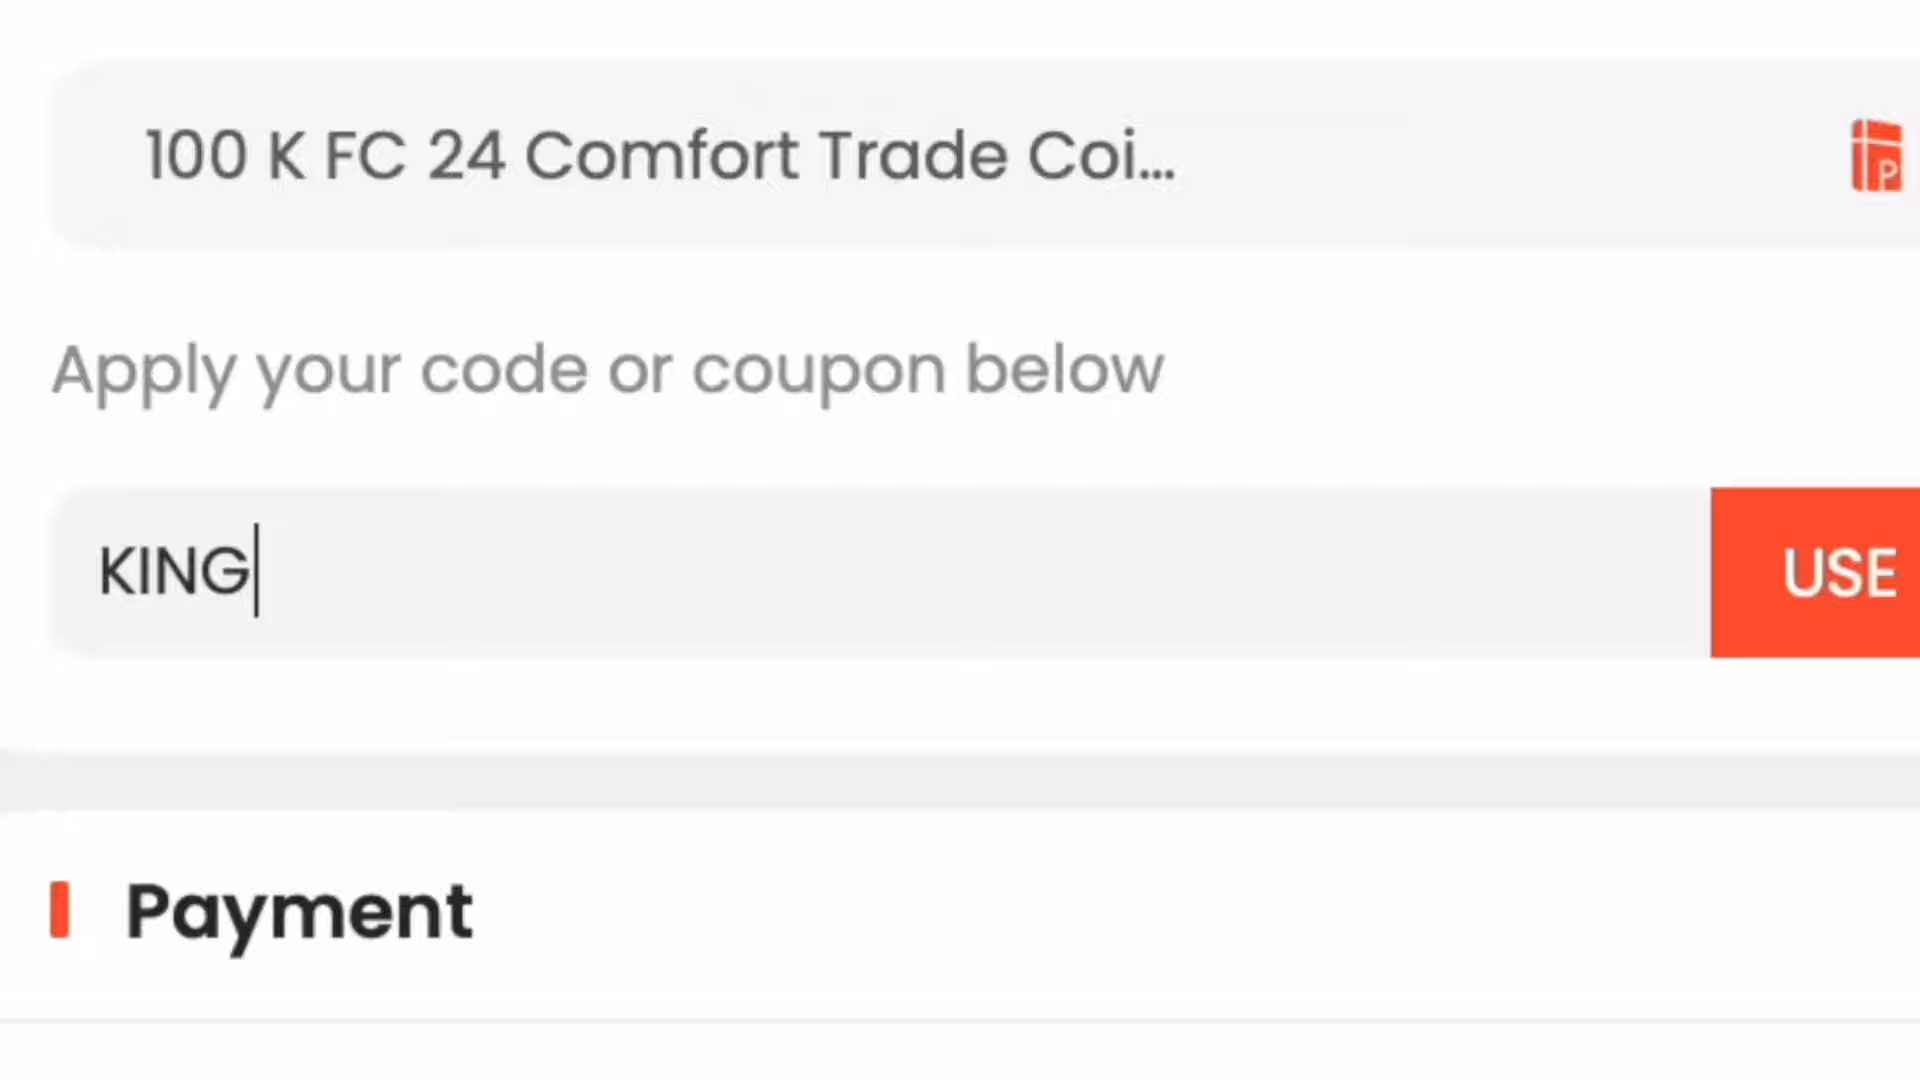 100 K FC 24 Comfort Trade Coi...
P
Apply your code or coupon below
KING
USE
Payment